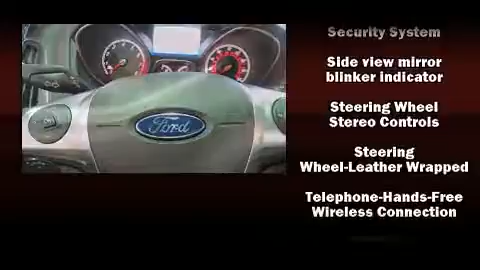 Security System
Side view mirror
blinker indicator
Steering Wheel
Stereo Controls
Steering
Wheel-Leather Wrapped
Telephone-Hands-Free
Wireless Connection
Ford